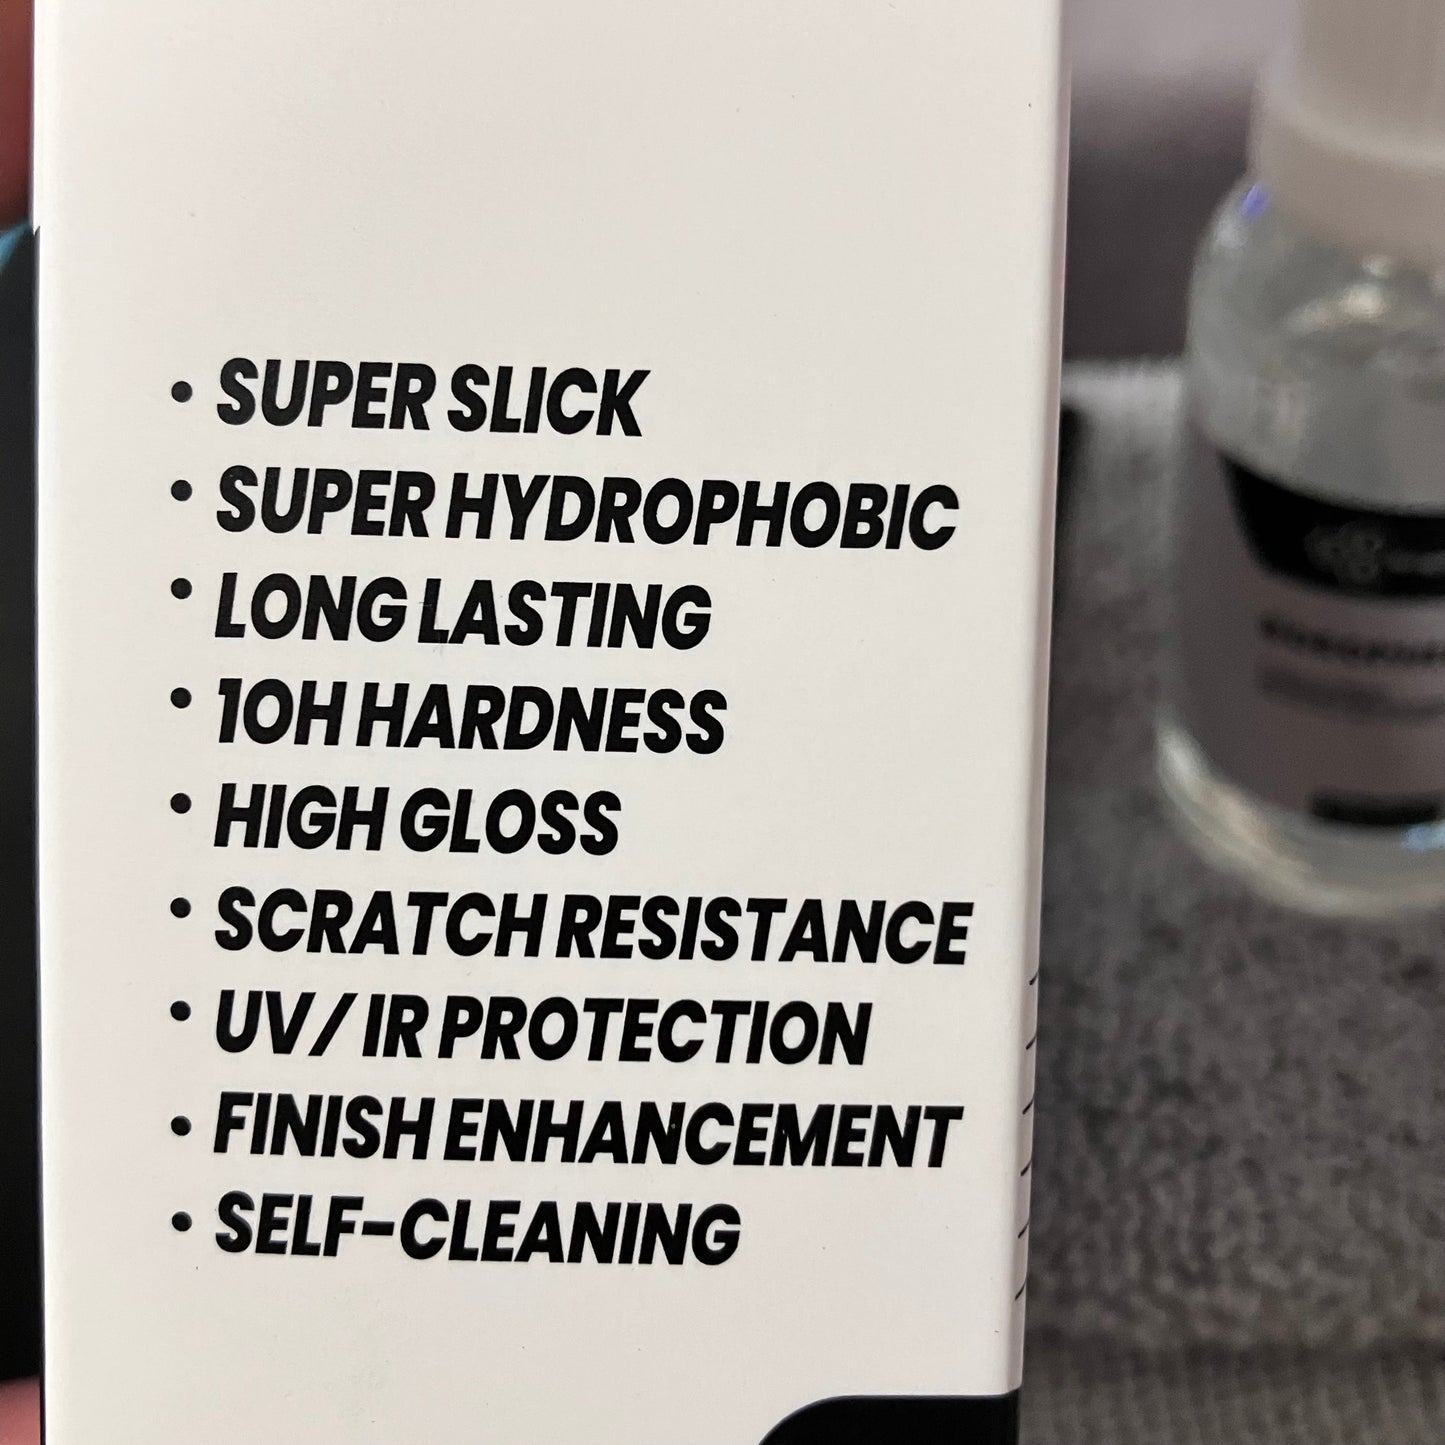 • SUPER SLICK
• SUPER HYDROPHOBIC
• LONG LASTING
• 10H HARDNESS
• HIGH GLOSS
• SCRATCH RESISTANCE
• UV/ IR PROTECTION
• FINISH ENHANCEMENT
• SELF-CLEANING